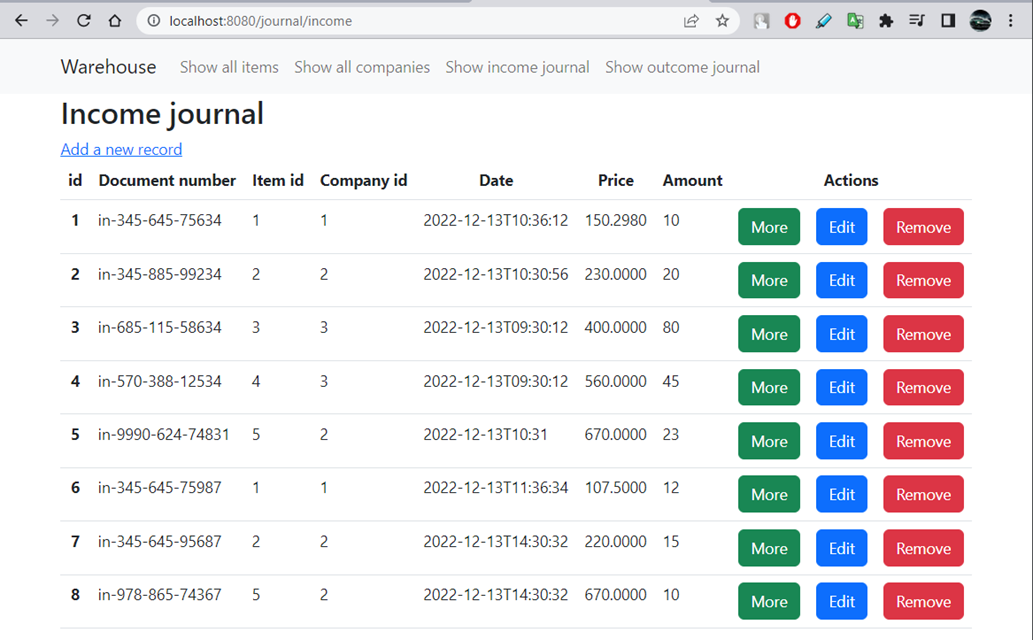 localhost:8080/journal/income
Warehouse Show all items Show all companies Show income journal Show outcome journal
Income journal
Add a new record
id Document number Item id Company id Date Price Amount Actions
1 in-345-645-75634 1 1 2022-12-13T10:36:12 150.2980 10 More Edit Remove
2 in-345-885-99234 2 2 2022-12-13T10:30:56 230.0000 20 More Edit Remove
3 in-685-115-58634 3 3 2022-12-13T09:30:12 400.0000 80 More Edit Remove
4 in-570-388-12534 4 3 2022-12-13T09:30:12 560.0000 45 More Edit Remove
5 in-9990-624-74831 5 2 2022-12-13T10:31 670.0000 23 More Edit Remove
6 in-345-645-75987 1 1 2022-12-13T11:36:34 107.5000 12 More Edit Remove
7 in-345-645-95687 2 2 2022-12-13T14:30:32 220.0000 15 More Edit Remove
8 in-978-865-74367 5 2 2022-12-13T14:30:32 670.0000 10 More Edit Remove